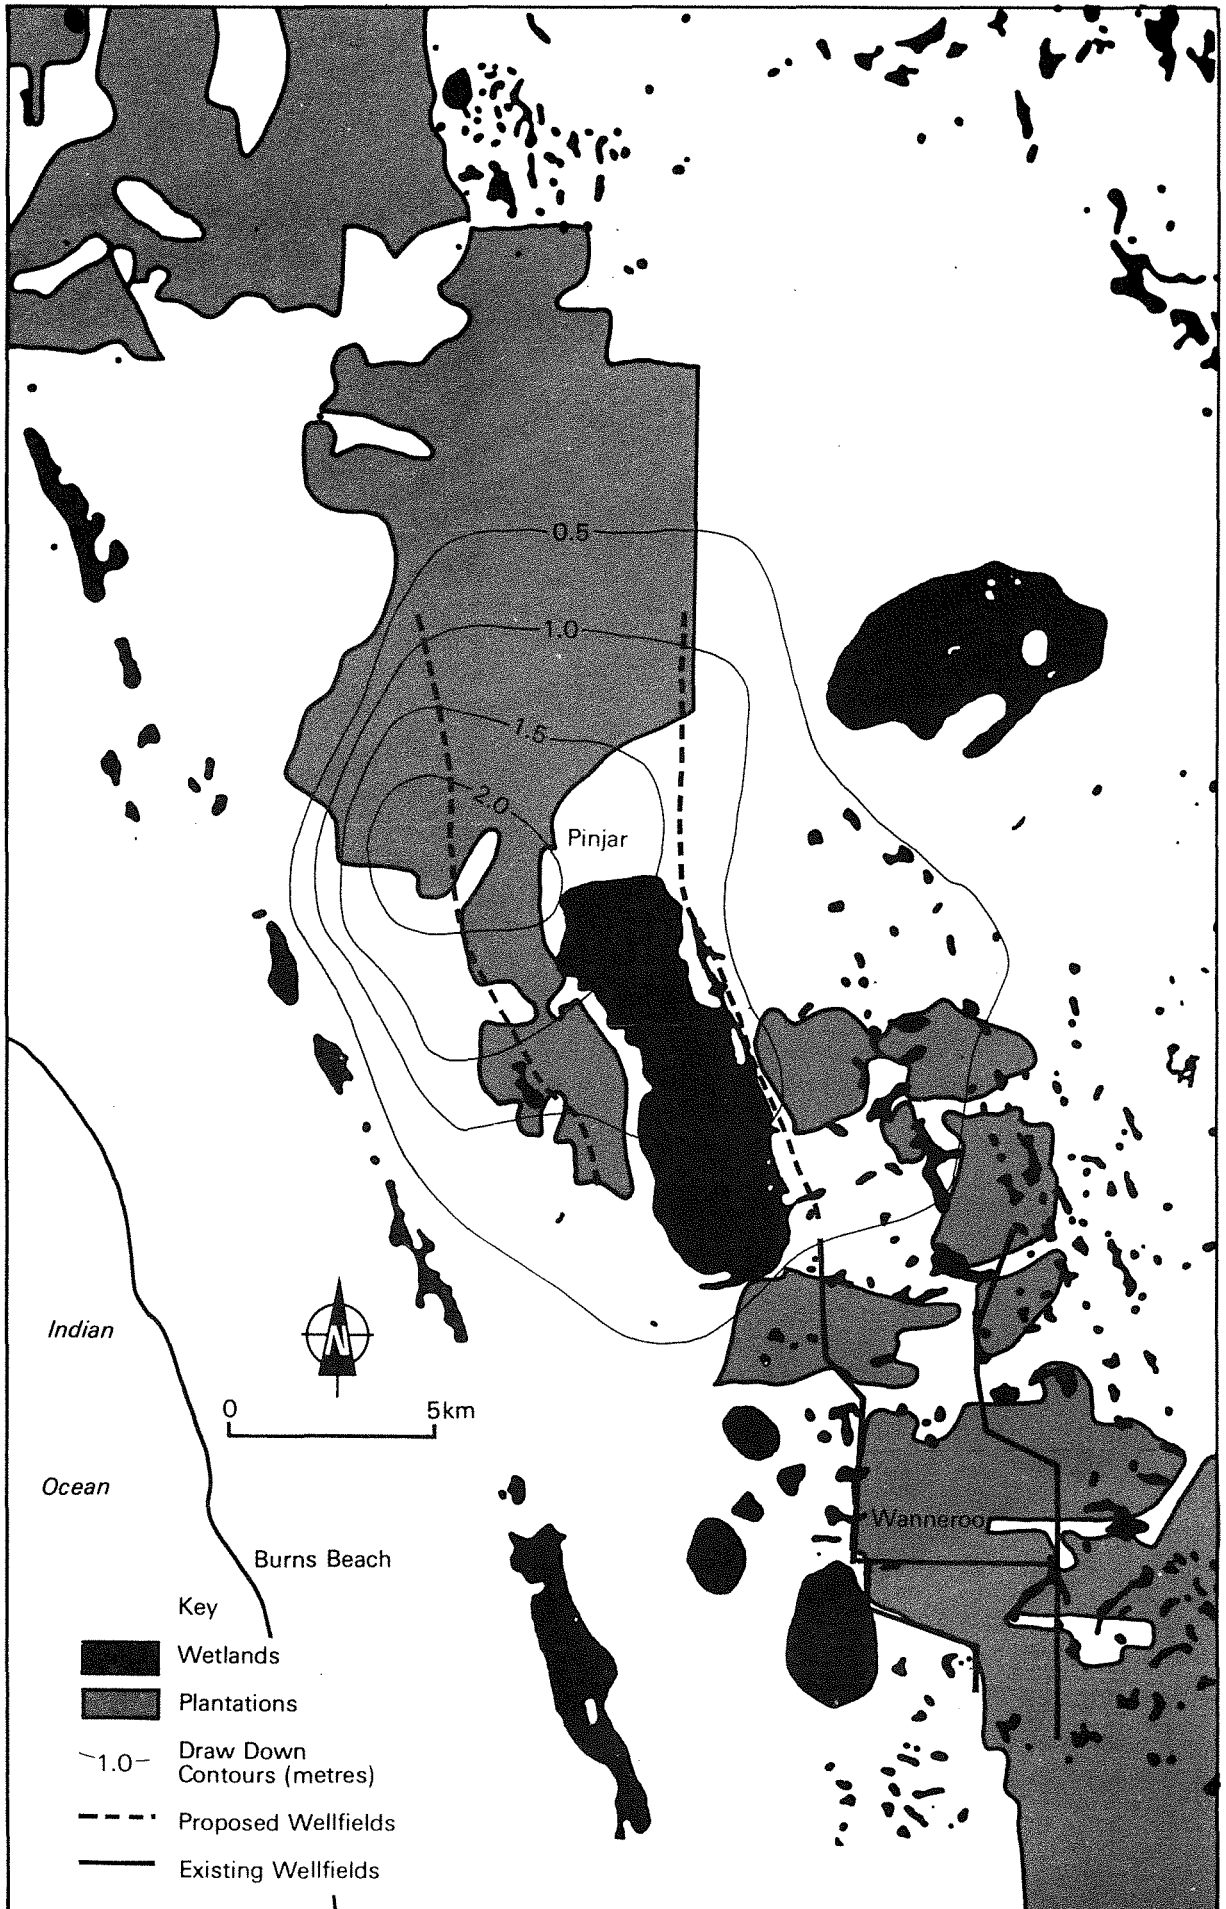 0.5
1.0
1.5
2.0
Pinjar
Indian
N
0 5km
Ocean
Wanneroo
Burns Beach
Key
Wetlands
Plantations
1.0
Draw Down
Contours (metres)
Proposed Wellfields
Existing Wellfields